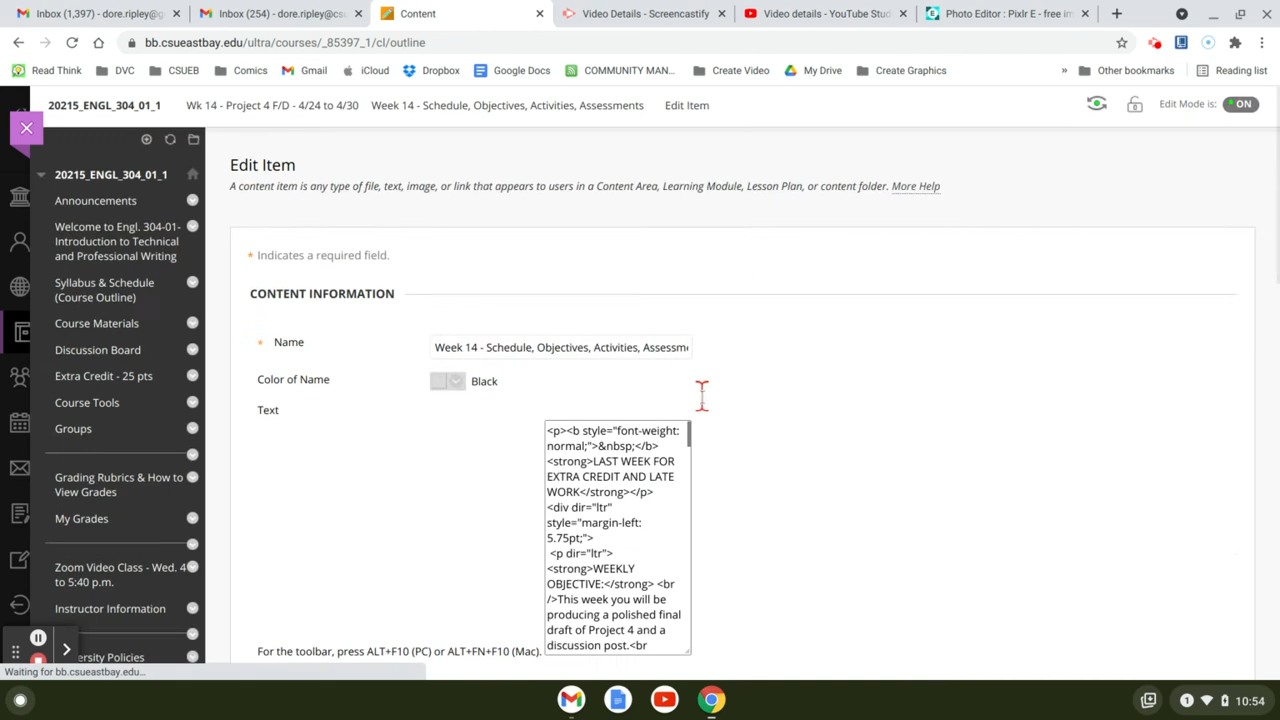 Inbox (1,397) - dore.ripley@g
Inbox (254) - dore.ripley@csu
Content
Video Details - Screencastify
Video details - YouTube Stud
Photo Editor : Pixlr E - free im
bb.csueastbay.edu/ultra/courses/_85397_1/cl/outline
Read Think
DVC
CSUEB
Comics
Gmail
iCloud
Dropbox
Google Docs
COMMUNITY MAN...
Create Video
My Drive
Create Graphics
»
Other bookmarks
Reading list
20215_ENGL_304_01_1
Wk 14 - Project 4 F/D - 4/24 to 4/30
Week 14 - Schedule, Objectives, Activities, Assessments
Edit Item
Edit Mode is: ON
20215_ENGL_304_01_1
Announcements
Welcome to Engl. 304-01-
Introduction to Technical
and Professional Writing
Syllabus & Schedule
(Course Outline)
Course Materials
Discussion Board
Extra Credit - 25 pts
Course Tools
Groups
Grading Rubrics & How to
View Grades
My Grades
Zoom Video Class - Wed. 4
to 5:40 p.m.
Instructor Information
ersity Policies
Edit Item
A content item is any type of file, text, image, or link that appears to users in a Content Area, Learning Module, Lesson Plan, or content folder. More Help
* Indicates a required field.
CONTENT INFORMATION
* Name
Week 14 - Schedule, Objectives, Activities, Assessme
Color of Name
Black
Text
<p><b style="font-weight:
normal;">&nbsp;</b>
<strong>LAST WEEK FOR
EXTRA CREDIT AND LATE
WORK</strong></p>
<div dir="ltr"
style="margin-left:
5.75pt;">
<p dir="ltr">
<strong>WEEKLY
OBJECTIVE:</strong> <br
/>This week you will be
producing a polished final
draft of Project 4 and a
discussion post.<br
For the toolbar, press ALT+F10 (PC) or ALT+FN+F10 (Mac).
Waiting for bb.csueastbay.edu...
1
10:54